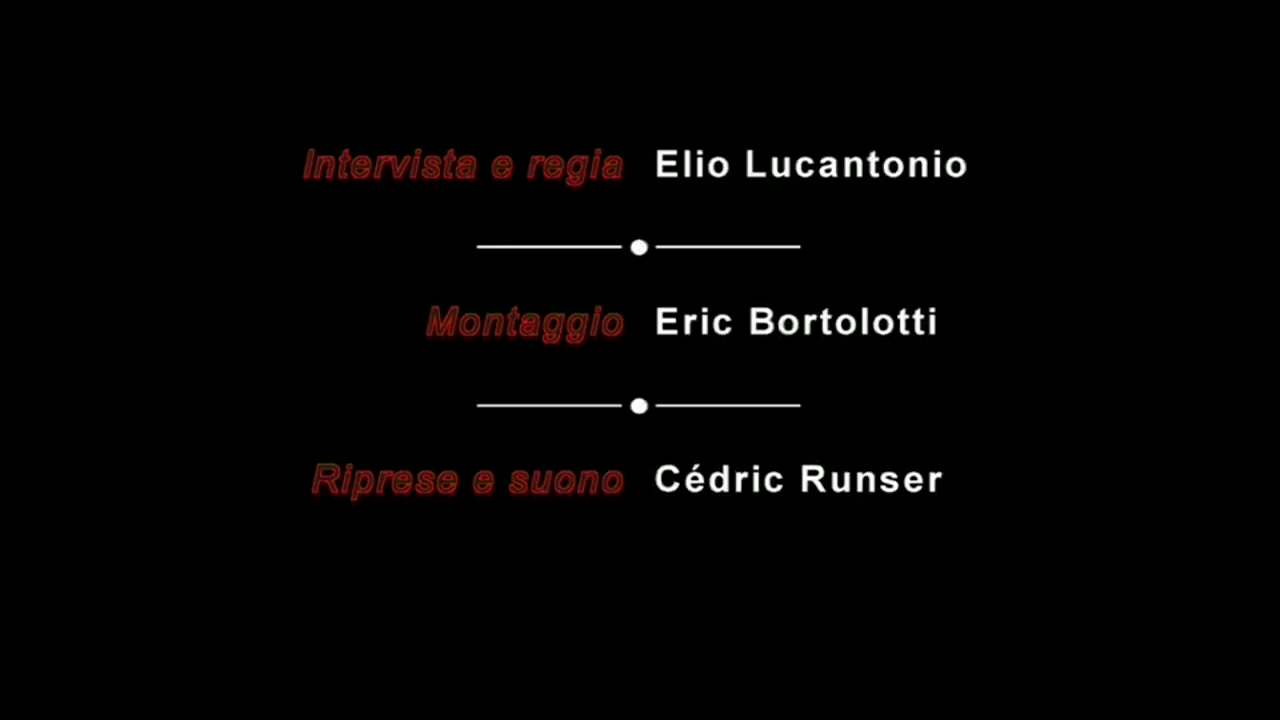 Intervista e regia Elio Lucantonio
Montaggio Eric Bortolotti
Riprese e suono Cédric Runser